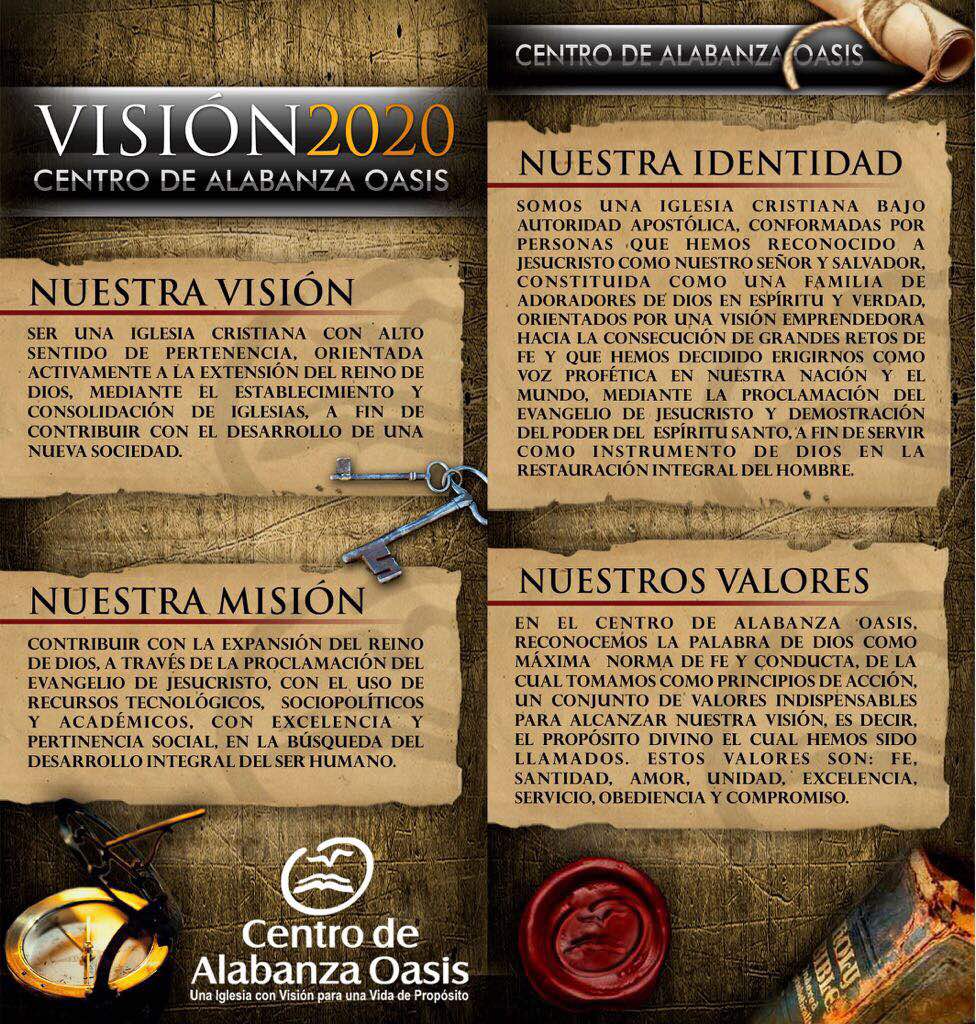 VISIÓN2020
CENTRO DE ALABANZA OASIS
NUESTRA VISIÓN
SER UNA IGLESIA CRISTIANA CON ALTO
SENTIDO DE PERTENENCIA, ORIENTADA
ACTIVAMENTE A LA EXTENSIÓN DEL REINO DE
DIOS, MEDIANTE EL ESTABLECIMIENTO Y
CONSOLIDACIÓN DE IGLESIAS, A FIN DE
CONTRIBUIR CON EL DESARROLLO DE UNA
NUEVA SOCIEDAD.
NUESTRA MISIÓN
CONTRIBUIR CON LA EXPANSIÓN DEL REINO
DE DIOS, A TRAVÉS DE LA PROCLAMACIÓN DEL
EVANGELIO DE JESUCRISTO, CON EL USO DE
RECURSOS TECNOLÓGICOS, SOCIOPOLÍTICOS
Y ACADÉMICOS, CON EXCELENCIA Y
PERTINENCIA SOCIAL, EN LA BÚSQUEDA DEL
DESARROLLO INTEGRAL DEL SER HUMANO.
Centro de
Alabanza Oasis
Una Iglesia con Visión para una Vida de Propósito
CENTRO DE ALABANZA OASIS
NUESTRA IDENTIDAD
SOMOS UNA IGLESIA CRISTIANA BAJO
AUTORIDAD APOSTÓLICA, CONFORMADAS POR
PERSONAS QUE HEMOS RECONOCIDO A
JESUCRISTO COMO NUESTRO SEÑOR Y SALVADOR,
CONSTITUIDA COMO UNA FAMILIA DE
ADORADORES DE DIOS EN ESPÍRITU Y VERDAD,
ORIENTADOS POR UNA VISIÓN EMPRENDEDORA
HACIA LA CONSECUCIÓN DE GRANDES RETOS DE
FE Y QUE HEMOS DECIDIDO ERIGIRNOS COMO
VOZ PROFÉTICA EN NUESTRA NACIÓN Y EL
MUNDO, MEDIANTE LA PROCLAMACIÓN DEL
EVANGELIO DE JESUCRISTO Y DEMOSTRACIÓN
DEL PODER DEL ESPÍRITU SANTO, A FIN DE SERVIR
COMO INSTRUMENTO DE DIOS EN LA
RESTAURACIÓN INTEGRAL DEL HOMBRE.
NUESTROS VALORES
EN EL CENTRO DE ALABANZA OASIS,
RECONOCEMOS LA PALABRA DE DIOS COMO
MÁXIMA NORMA DE FE Y CONDUCTA, DE LA
CUAL TOMAMOS COMO PRINCIPIOS DE ACCIÓN,
UN CONJUNTO DE VALORES INDISPENSABLES
PARA ALCANZAR NUESTRA VISIÓN, ES DECIR,
EL PROPÓSITO DIVINO EL CUAL HEMOS SIDO
LLAMADOS. ESTOS VALORES SON: FE,
SANTIDAD, AMOR, UNIDAD, EXCELENCIA,
SERVICIO, OBEDIENCIA Y COMPROMISO.